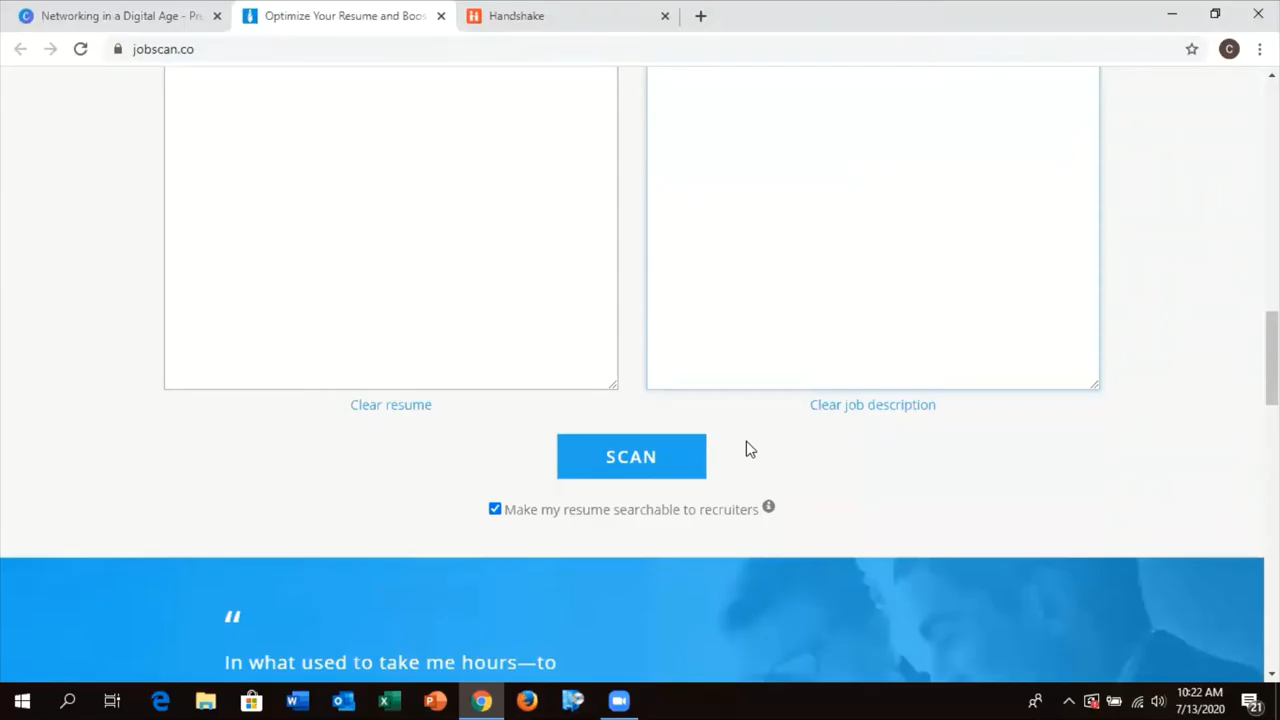 Networking in a Digital Age - Pre
Optimize Your Resume and Boos
Handshake
jobscan.co
C
Clear resume
Clear job description
SCAN
Make my resume searchable to recruiters
“
In what used to take me hours—to
10:22 AM
7/13/2020
21